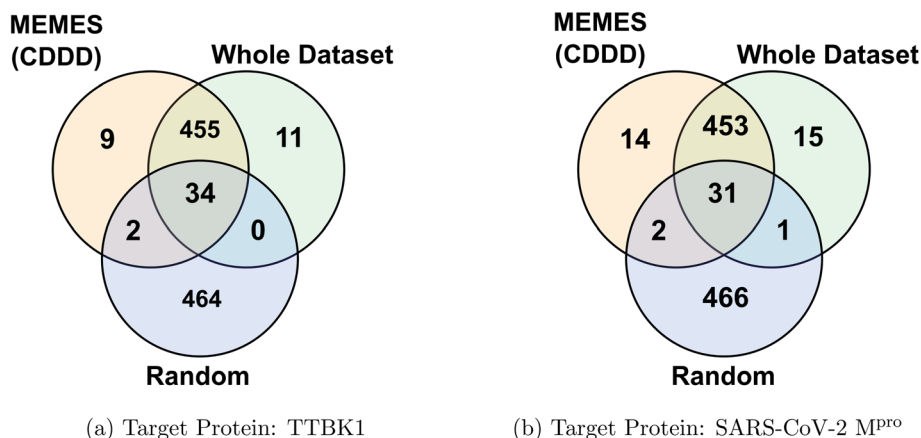 MEMES
(CDDD)
Whole Dataset
9
455
11
34
2
0
464
Random
(a) Target Protein: TTBK1
MEMES
(CDDD)
Whole Dataset
14
453
15
31
2
1
466
Random
(b) Target Protein: SARS-CoV-2 Mᵖʳᵒ